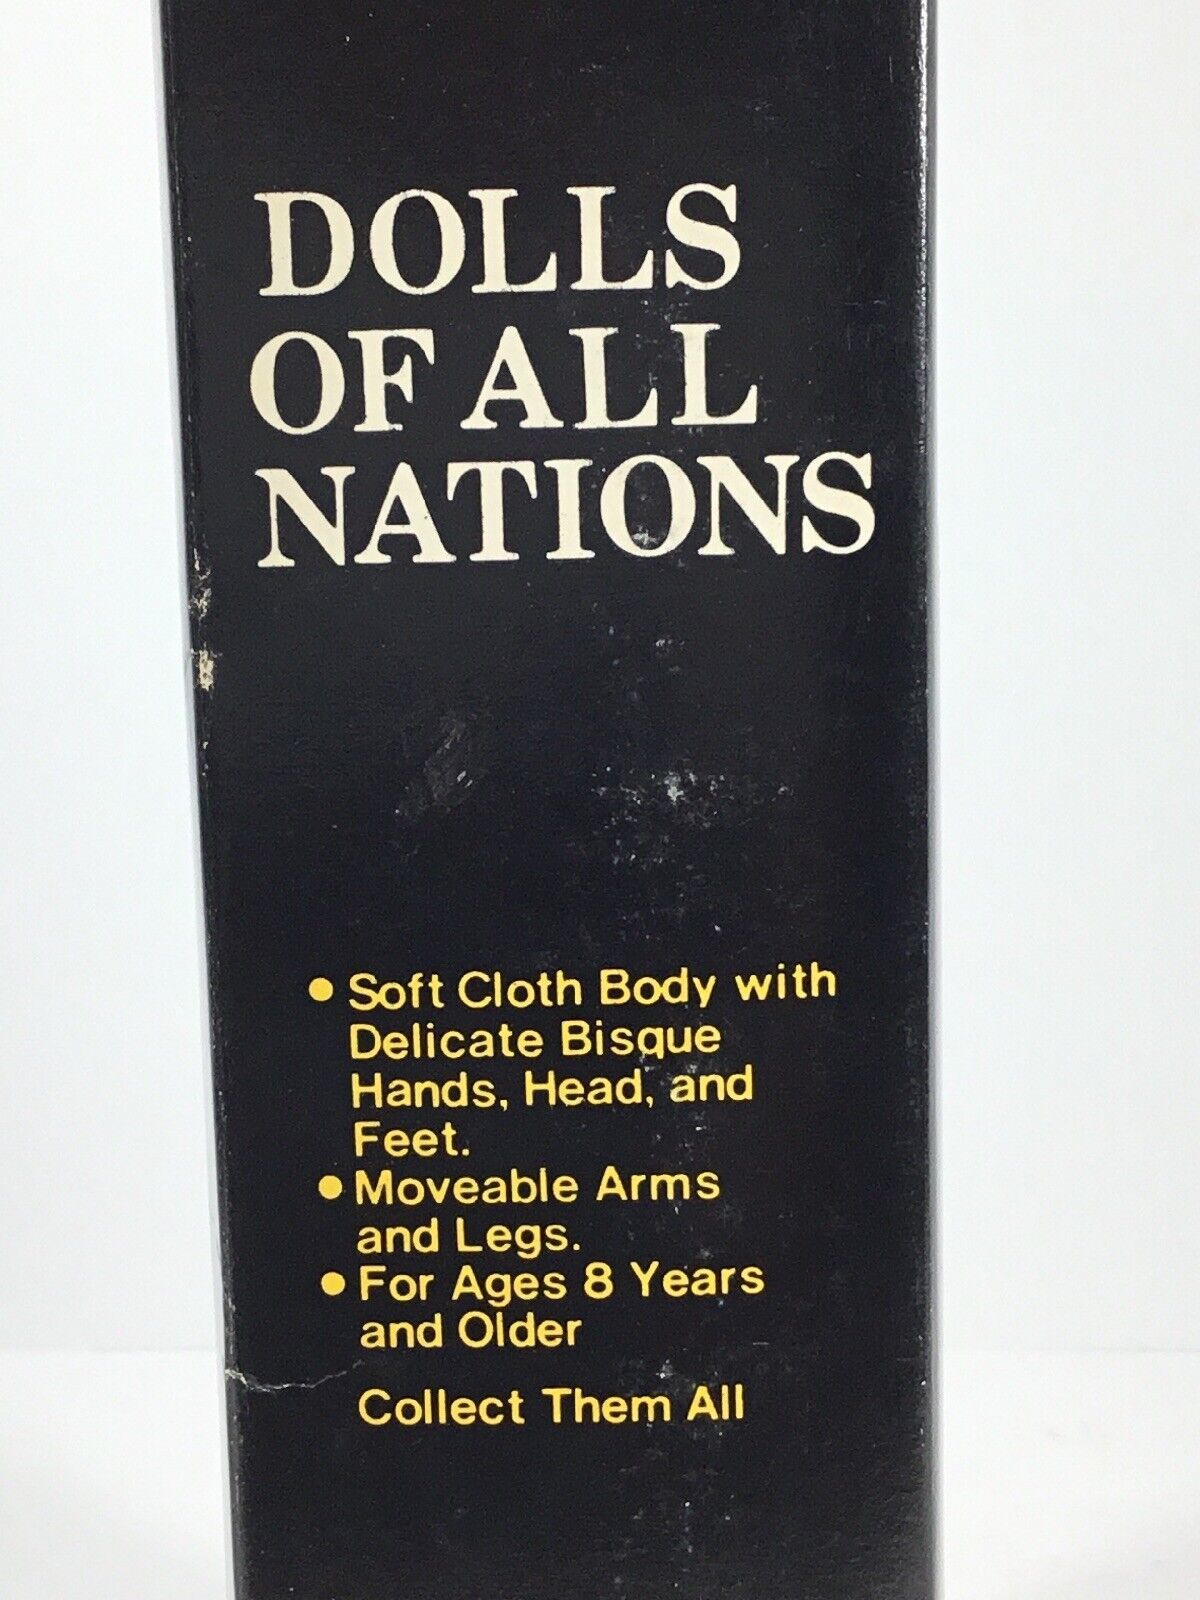 DOLLS
OF ALL
NATIONS
• Soft Cloth Body with
Delicate Bisque
Hands, Head, and
Feet.
• Moveable Arms
and Legs.
• For Ages 8 Years
and Older
Collect Them All